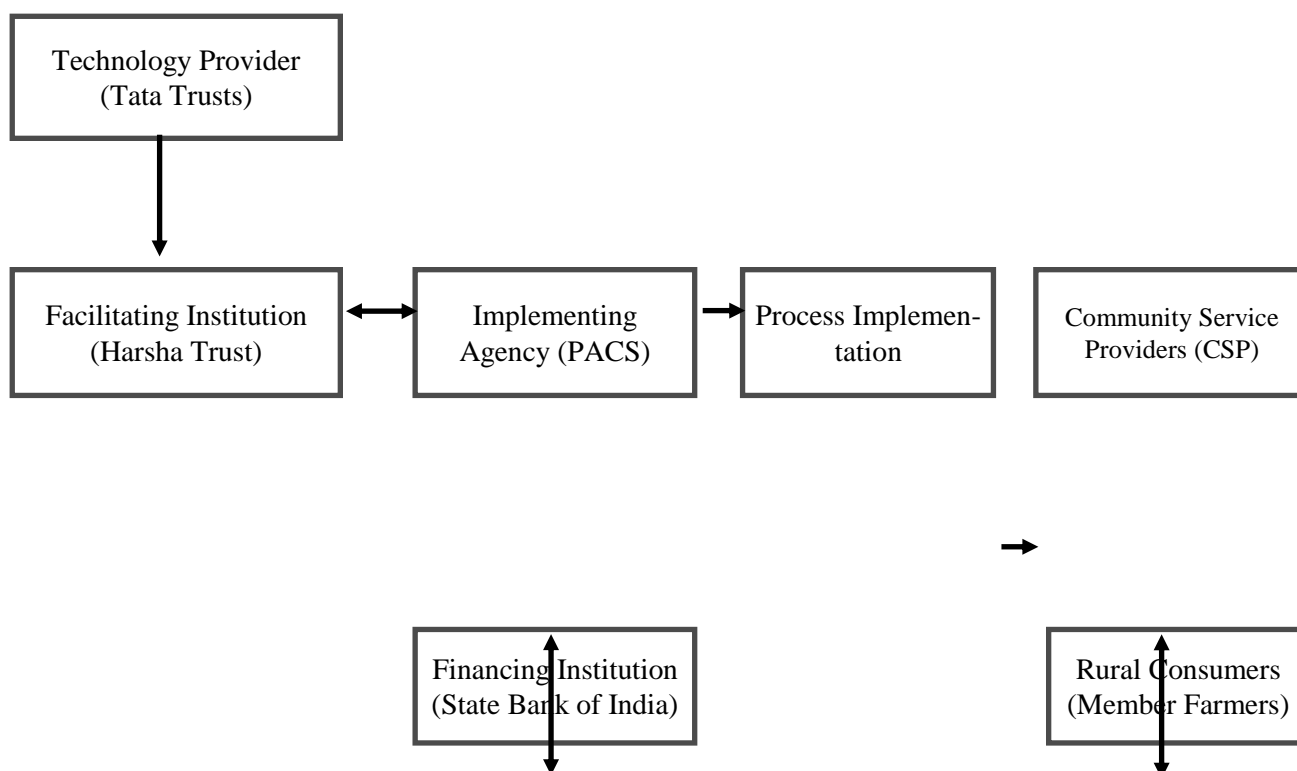 Technology Provider
(Tata Trusts)
Facilitating Institution
(Harsha Trust)
Implementing
Agency (PACS)
Process Implemen-
tation
Community Service
Providers (CSP)
Financing Institution
(State Bank of India)
Rural Consumers
(Member Farmers)